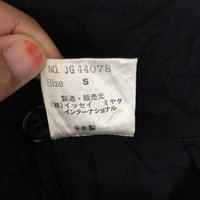 NO. JG44078
Size S
製造・販売元
(株)イッセイ ミヤケ
インターナショナル
日本製